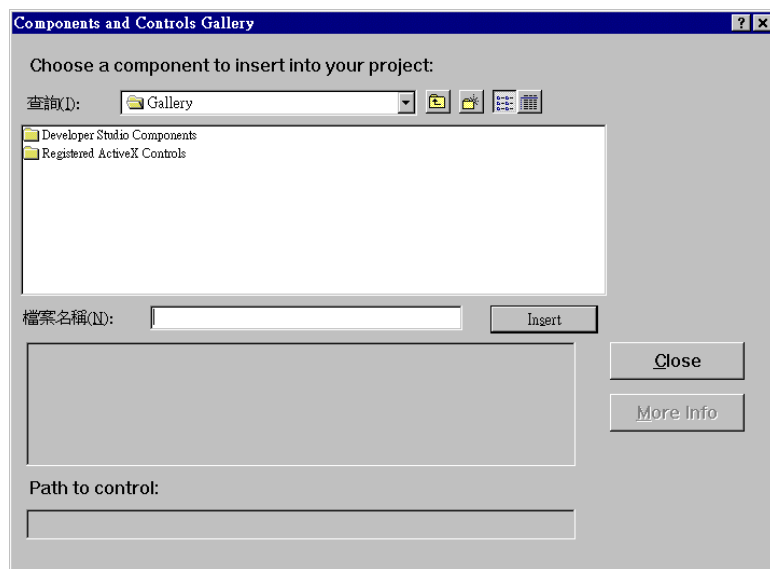 Components and Controls Gallery
Choose a component to insert into your project:
查詢(I): Gallery
Developer Studio Components
Registered ActiveX Controls
檔案名稱(N): Insert
Close
More Info
Path to control: